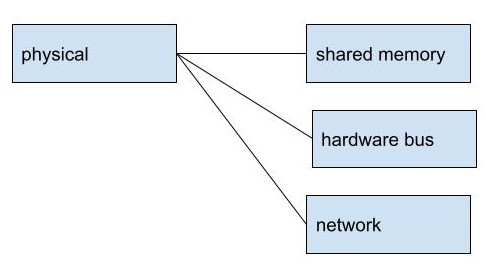 physical
shared memory
hardware bus
network